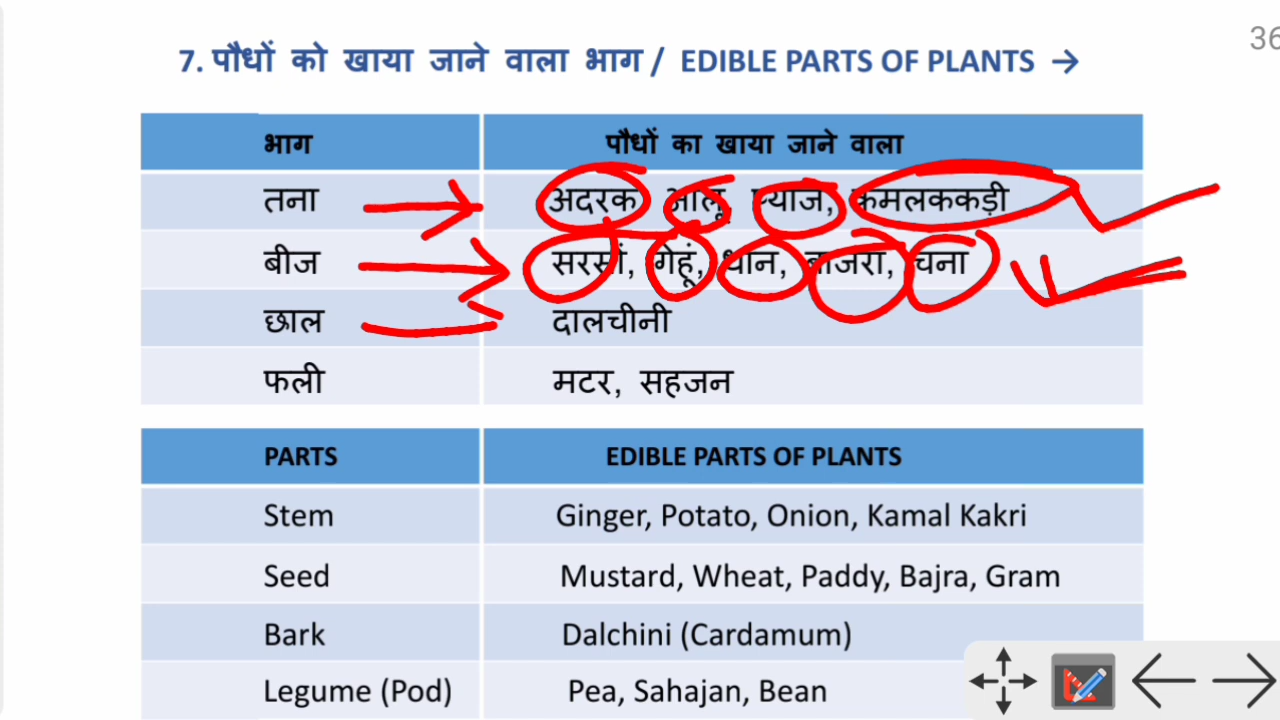 36
7. पौधों को खाया जाने वाला भाग / EDIBLE PARTS OF PLANTS →
भाग पौधों का खाया जाने वाला
तना अदरक आलू, प्याज, कमलककड़ी
बीज सरसों, गेहूं, धान, बाजरा, चना
छाल दालचीनी
फली मटर, सहजन
PARTS EDIBLE PARTS OF PLANTS
Stem Ginger, Potato, Onion, Kamal Kakri
Seed Mustard, Wheat, Paddy, Bajra, Gram
Bark Dalchini (Cardamum)
Legume (Pod) Pea, Sahajan, Bean